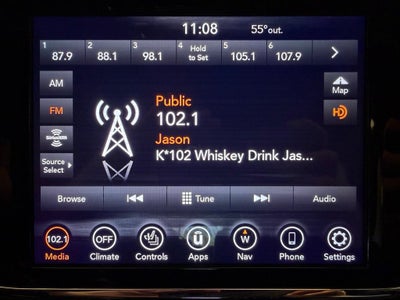 11:08 55°out.
1 87.9 2 88.1 3 98.1 4 Hold to Set 5 105.1 6 107.9
AM
FM
SiriusXM
Source Select
Map
HD
Public
102.1
Jason
K*102 Whiskey Drink Jas...
Browse Tune Audio
102.1 OFF W
Media Climate Controls Apps Nav Phone Settings